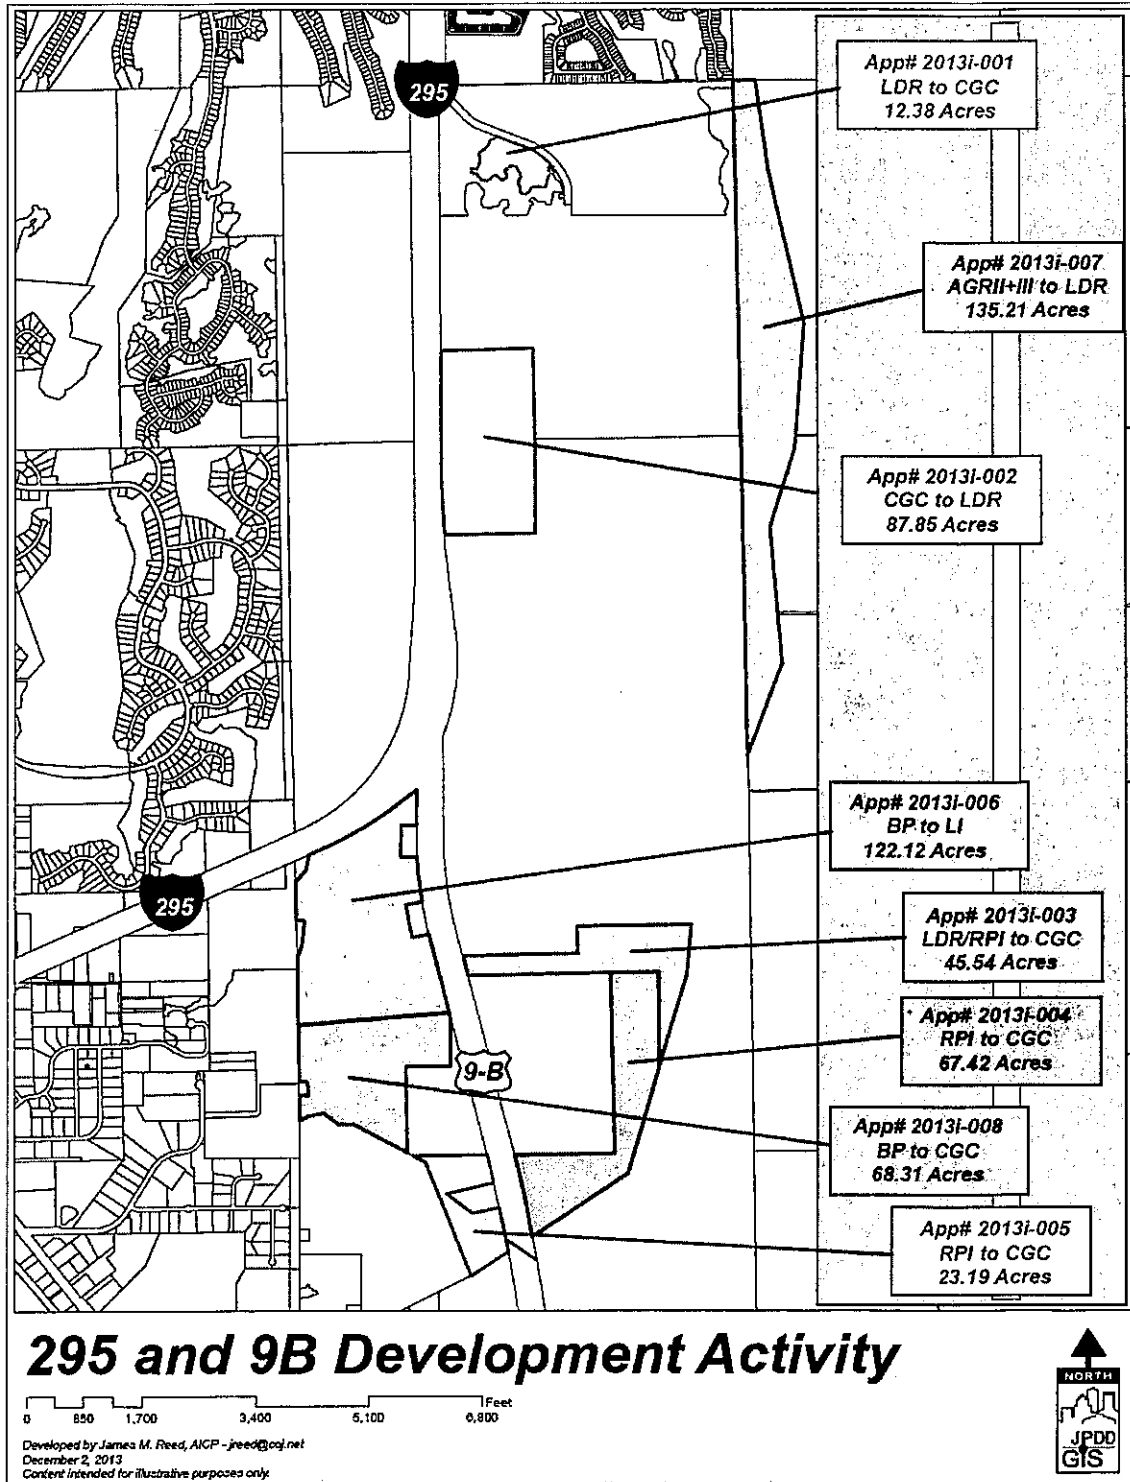 295
App# 2013i-001
LDR to CGC
12.38 Acres
App# 2013i-007
AGRII+III to LDR
135.21 Acres
App# 2013i-002
CGC to LDR
87.85 Acres
App# 2013i-006
BP to LI
122.12 Acres
295
App# 2013i-003
LDR/RPI to CGC
45.54 Acres
App# 2013i-004
RPI to CGC
67.42 Acres
9-B
App# 2013i-008
BP to CGC
68.31 Acres
App# 2013i-005
RPI to CGC
23.19 Acres
295 and 9B Development Activity
Feet
0 850 1,700 3,400 5,100 6,800
Developed by James M. Reed, AICP - jreed@coj.net
December 2, 2013
Content intended for illustrative purposes only.
NORTH
JPDD
GIS